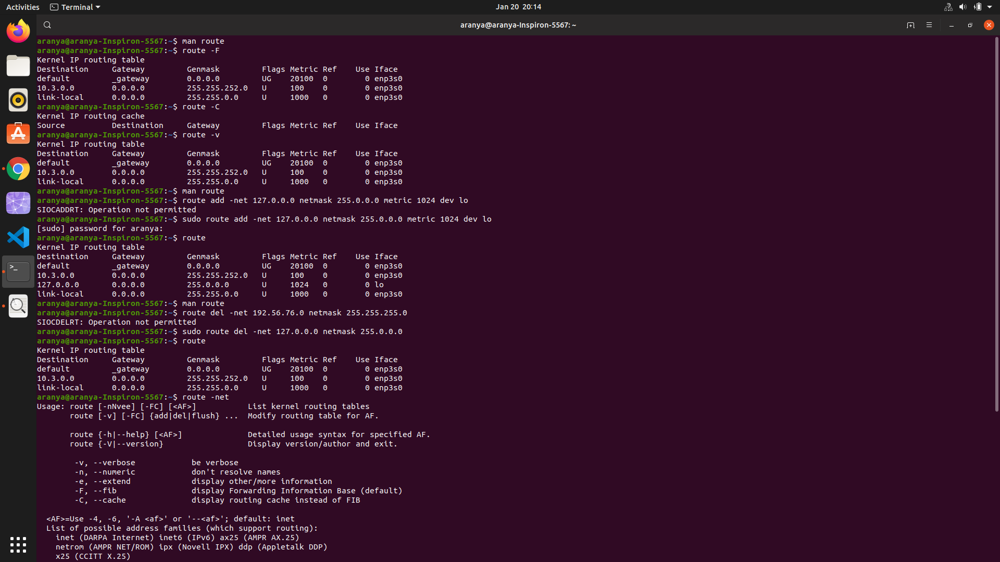 Activities Terminal Jan 20 20:14
aranya@aranya-Inspiron-5567: ~
aranya@aranya-Inspiron-5567:~$ man route
aranya@aranya-Inspiron-5567:~$ route -F
Kernel IP routing table
Destination     Gateway         Genmask         Flags Metric Ref    Use Iface
default         _gateway        0.0.0.0         UG    20100  0        0 enp3s0
10.3.0.0        0.0.0.0         255.255.252.0   U     100    0        0 enp3s0
link-local      0.0.0.0         255.255.0.0     U     1000   0        0 enp3s0
aranya@aranya-Inspiron-5567:~$ route -C
Kernel IP routing cache
Source          Destination     Gateway         Flags Metric Ref    Use Iface
aranya@aranya-Inspiron-5567:~$ route -v
Kernel IP routing table
Destination     Gateway         Genmask         Flags Metric Ref    Use Iface
default         _gateway        0.0.0.0         UG    20100  0        0 enp3s0
10.3.0.0        0.0.0.0         255.255.252.0   U     100    0        0 enp3s0
link-local      0.0.0.0         255.255.0.0     U     1000   0        0 enp3s0
aranya@aranya-Inspiron-5567:~$ man route
aranya@aranya-Inspiron-5567:~$ route add -net 127.0.0.0 netmask 255.0.0.0 metric 1024 dev lo
SIOCADDRT: Operation not permitted
aranya@aranya-Inspiron-5567:~$ sudo route add -net 127.0.0.0 netmask 255.0.0.0 metric 1024 dev lo
[sudo] password for aranya:
aranya@aranya-Inspiron-5567:~$ route
Kernel IP routing table
Destination     Gateway         Genmask         Flags Metric Ref    Use Iface
default         _gateway        0.0.0.0         UG    20100  0        0 enp3s0
10.3.0.0        0.0.0.0         255.255.252.0   U     100    0        0 enp3s0
127.0.0.0       0.0.0.0         255.0.0.0       U     1024   0        0 lo
link-local      0.0.0.0         255.255.0.0     U     1000   0        0 enp3s0
aranya@aranya-Inspiron-5567:~$ man route
aranya@aranya-Inspiron-5567:~$ route del -net 192.56.76.0 netmask 255.255.255.0
SIOCDELRT: Operation not permitted
aranya@aranya-Inspiron-5567:~$ sudo route del -net 127.0.0.0 netmask 255.0.0.0
aranya@aranya-Inspiron-5567:~$ route
Kernel IP routing table
Destination     Gateway         Genmask         Flags Metric Ref    Use Iface
default         _gateway        0.0.0.0         UG    20100  0        0 enp3s0
10.3.0.0        0.0.0.0         255.255.252.0   U     100    0        0 enp3s0
link-local      0.0.0.0         255.255.0.0     U     1000   0        0 enp3s0
aranya@aranya-Inspiron-5567:~$ route -net
Usage: route [-nNvee] [-FC] [<AF>]           List kernel routing tables
       route [-v] [-FC] {add|del|flush} ...  Modify routing table for AF.
       route {-h|--help} [<AF>]              Detailed usage syntax for specified AF.
       route {-V|--version}                  Display version/author and exit.
        -v, --verbose            be verbose
        -n, --numeric            don't resolve names
        -e, --extend             display other/more information
        -F, --fib                display Forwarding Information Base (default)
        -C, --cache              display routing cache instead of FIB
  <AF>=Use -4, -6, '-A <af>' or '--<af>'; default: inet
  List of possible address families (which support routing):
    inet (DARPA Internet) inet6 (IPv6) ax25 (AMPR AX.25)
    netrom (AMPR NET/ROM) ipx (Novell IPX) ddp (Appletalk DDP)
    x25 (CCITT X.25)